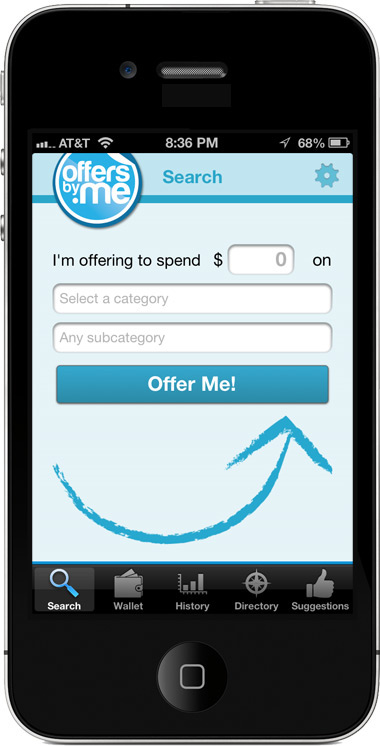 AT&T 8:36 PM 68%
offers
by
me
Search
I'm offering to spend $ 0 on
Select a category
Any subcategory
Offer Me!
Search Wallet History Directory Suggestions